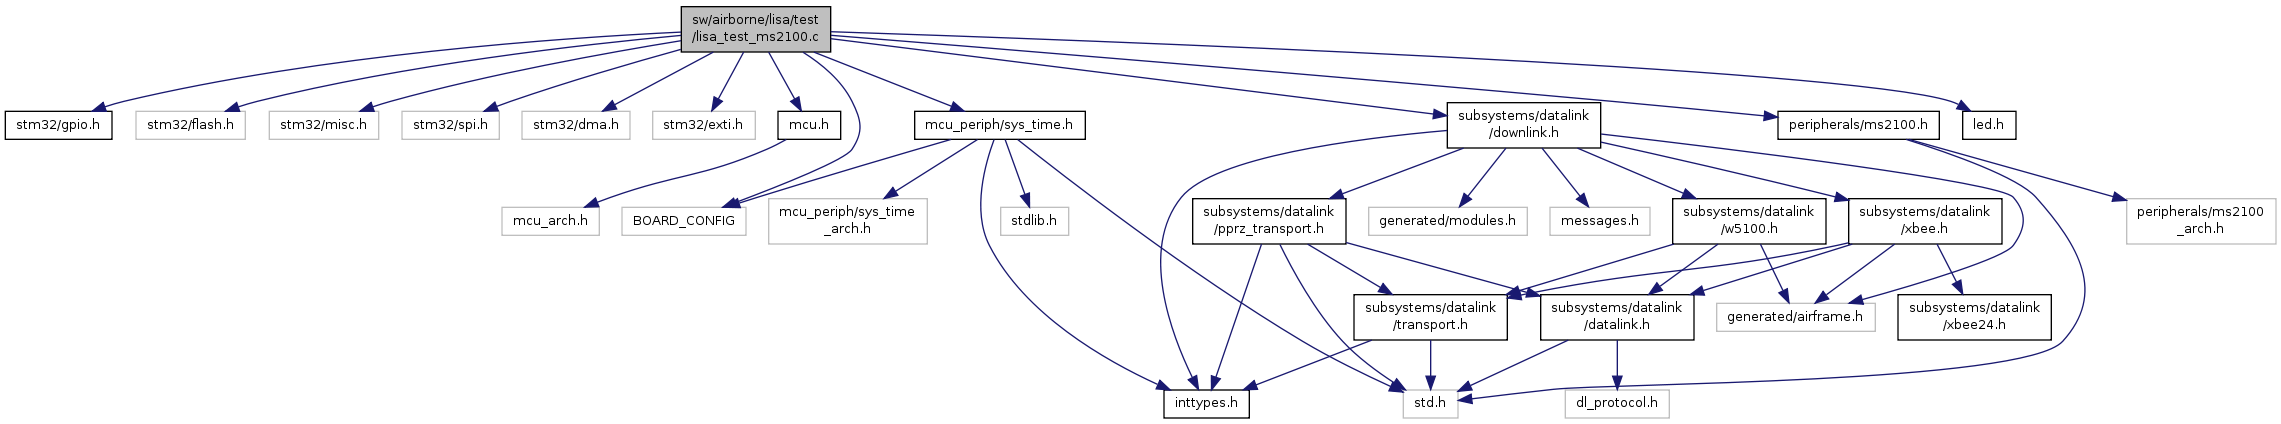 sw/airborne/lisa/test
/lisa_test_ms2100.c
stm32/gpio.h
stm32/flash.h
stm32/misc.h
stm32/spi.h
stm32/dma.h
stm32/exti.h
mcu.h
mcu_periph/sys_time.h
subsystems/datalink
/downlink.h
peripherals/ms2100.h
led.h
mcu_arch.h
BOARD_CONFIG
mcu_periph/sys_time
_arch.h
stdlib.h
subsystems/datalink
/pprz_transport.h
generated/modules.h
messages.h
subsystems/datalink
/w5100.h
subsystems/datalink
/xbee.h
peripherals/ms2100
_arch.h
subsystems/datalink
/transport.h
subsystems/datalink
/datalink.h
generated/airframe.h
subsystems/datalink
/xbee24.h
inttypes.h
std.h
dl_protocol.h